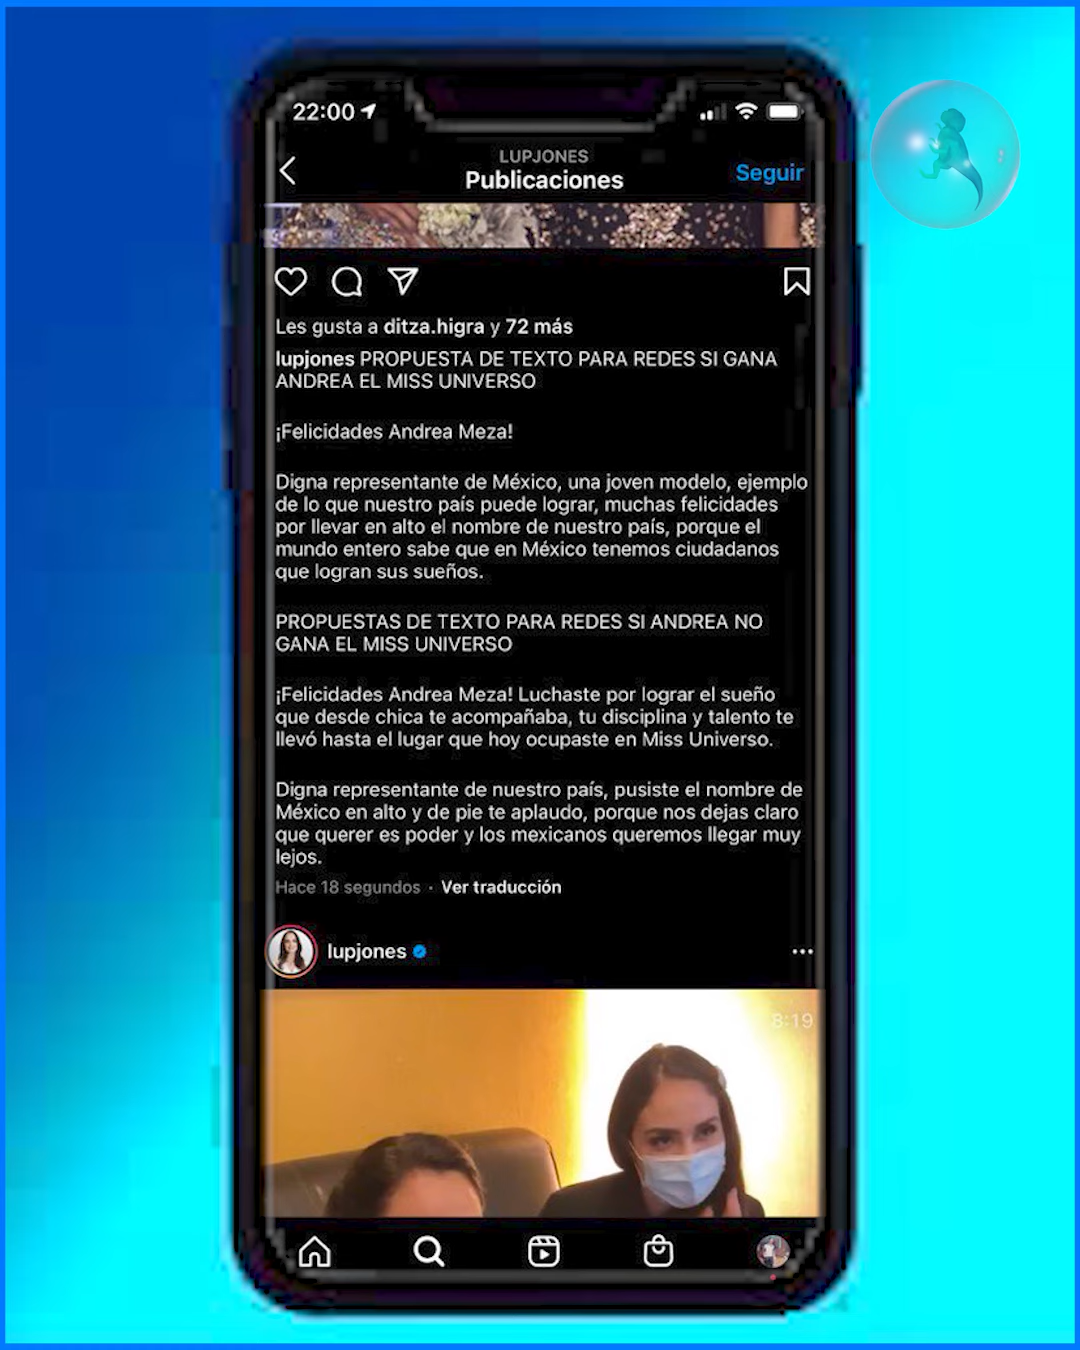 22:00
LUPJONES
Publicaciones
Seguir
Les gusta a ditza.higra y 72 más
lupjones PROPUESTA DE TEXTO PARA REDES SI GANA
ANDREA EL MISS UNIVERSO
¡Felicidades Andrea Meza!
Digna representante de México, una joven modelo, ejemplo
de lo que nuestro país puede lograr, muchas felicidades
por llevar en alto el nombre de nuestro país, porque el
mundo entero sabe que en México tenemos ciudadanos
que logran sus sueños.
PROPUESTAS DE TEXTO PARA REDES SI ANDREA NO
GANA EL MISS UNIVERSO
¡Felicidades Andrea Meza! Luchaste por lograr el sueño
que desde chica te acompañaba, tu disciplina y talento te
llevó hasta el lugar que hoy ocupaste en Miss Universo.
Digna representante de nuestro país, pusiste el nombre de
México en alto y de pie te aplaudo, porque nos dejas claro
que querer es poder y los mexicanos queremos llegar muy
lejos.
Hace 18 segundos · Ver traducción
lupjones
8:19